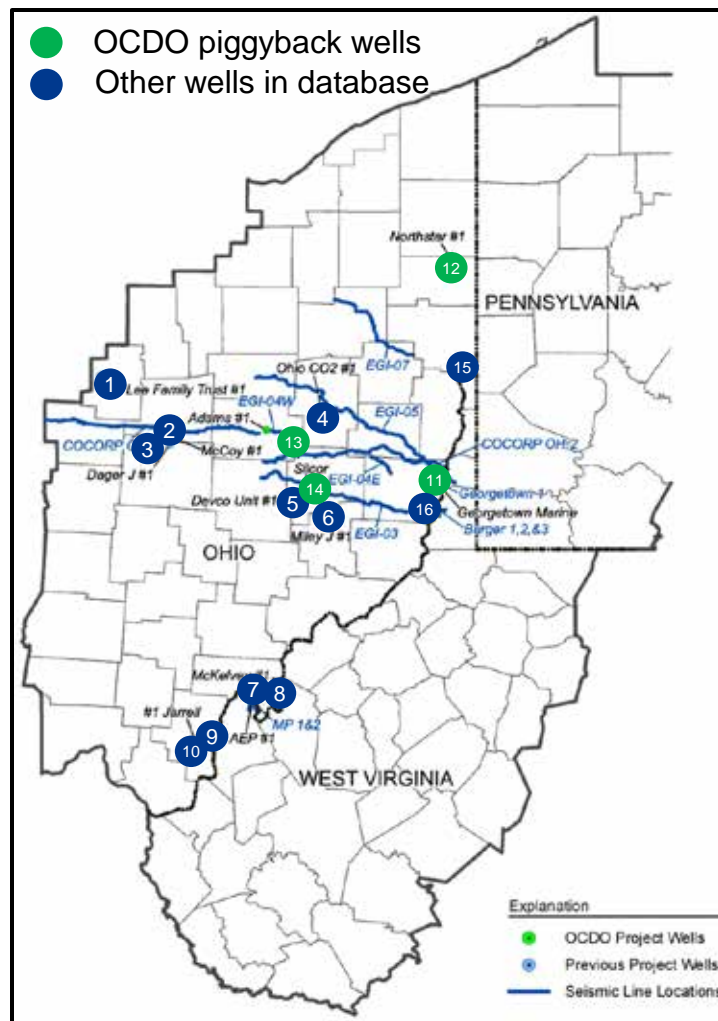 OCDO piggyback wells
Other wells in database
Northstar #1
12
PENNSYLVANIA
15
EGI-07
Ohio CO2 #1
1
Lee Family Trust #1
EGI-04W
4
EGI-05
Adams #1
2
13
COCORP
3
McCoy #1
COCORP OH-2
Dager J #1
Silcor
EGI-04E
11
14
Georgetown 1
Devco Unit #1
5
16
Georgetown Marine
6
Burger 1,2,&3
Miley J #1
EGI-03
OHIO
McKelvey #1
7
8
#1 Jarrell
MP 1&2
9
AEP #1
10
WEST VIRGINIA
Explanation
OCDO Project Wells
Previous Project Wells
Seismic Line Locations